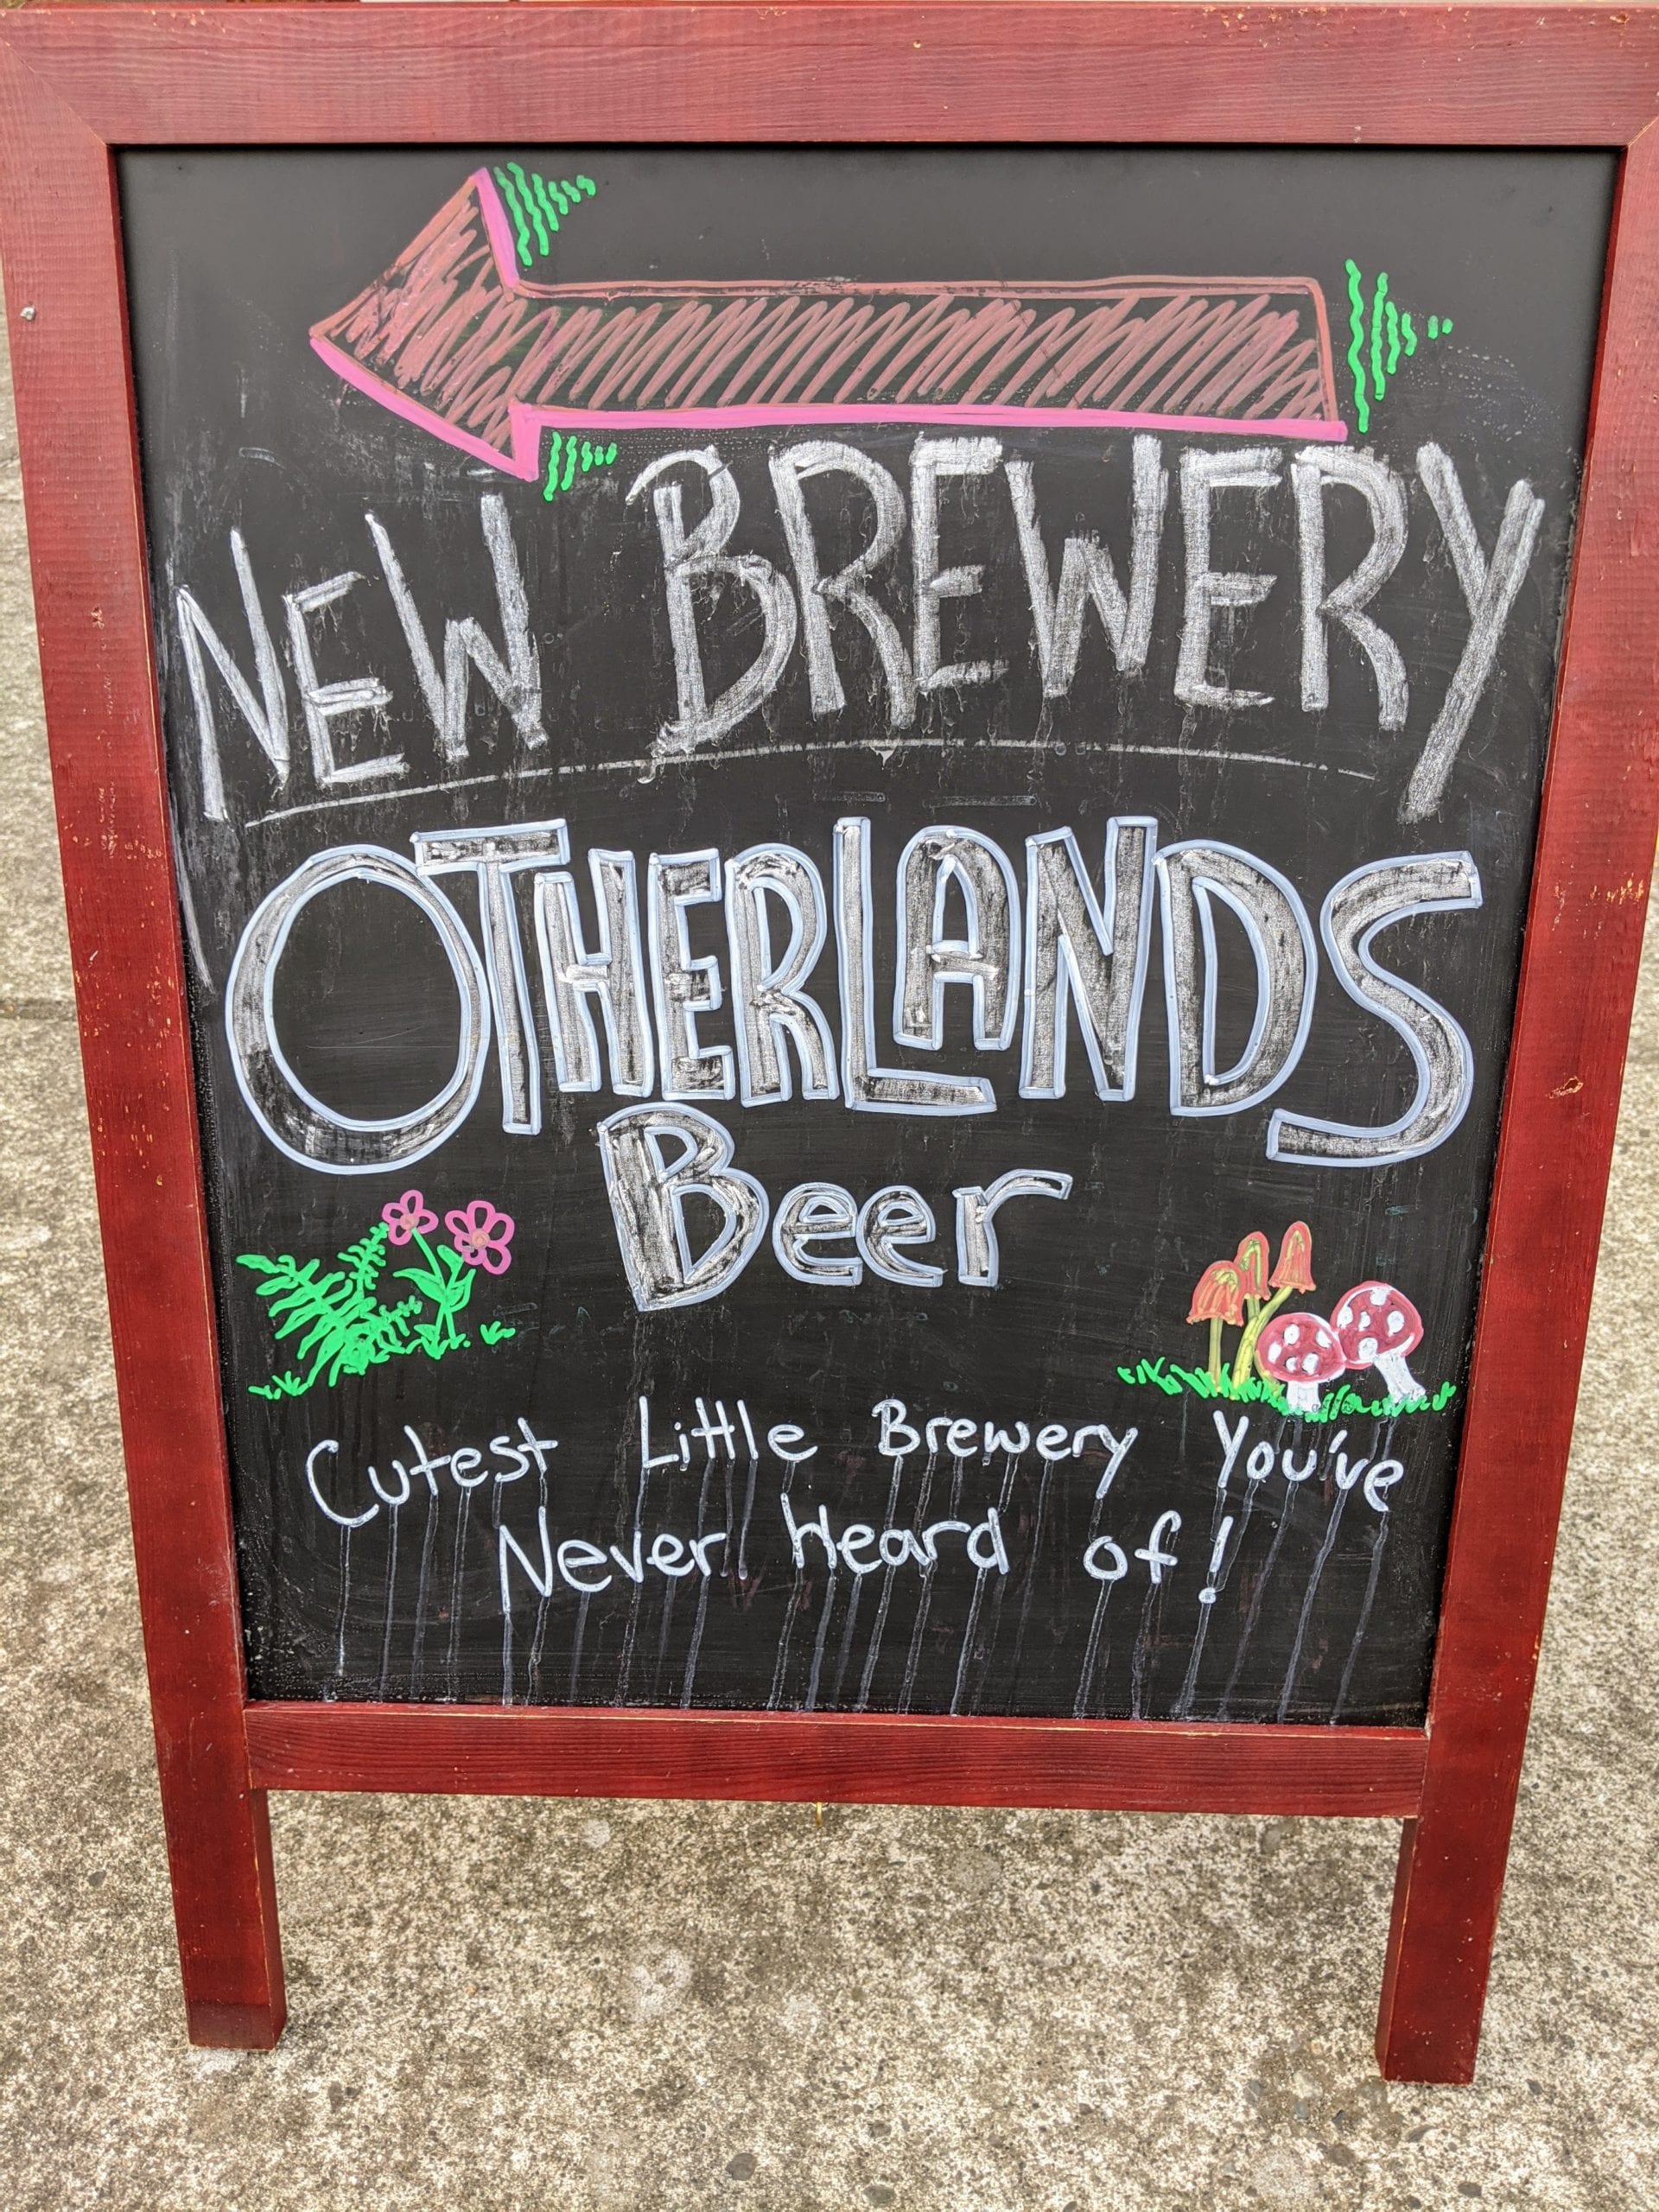 NEW BREWERY
OTHERLANDS
Beer
Cutest Little Brewery You've
Never Heard of!